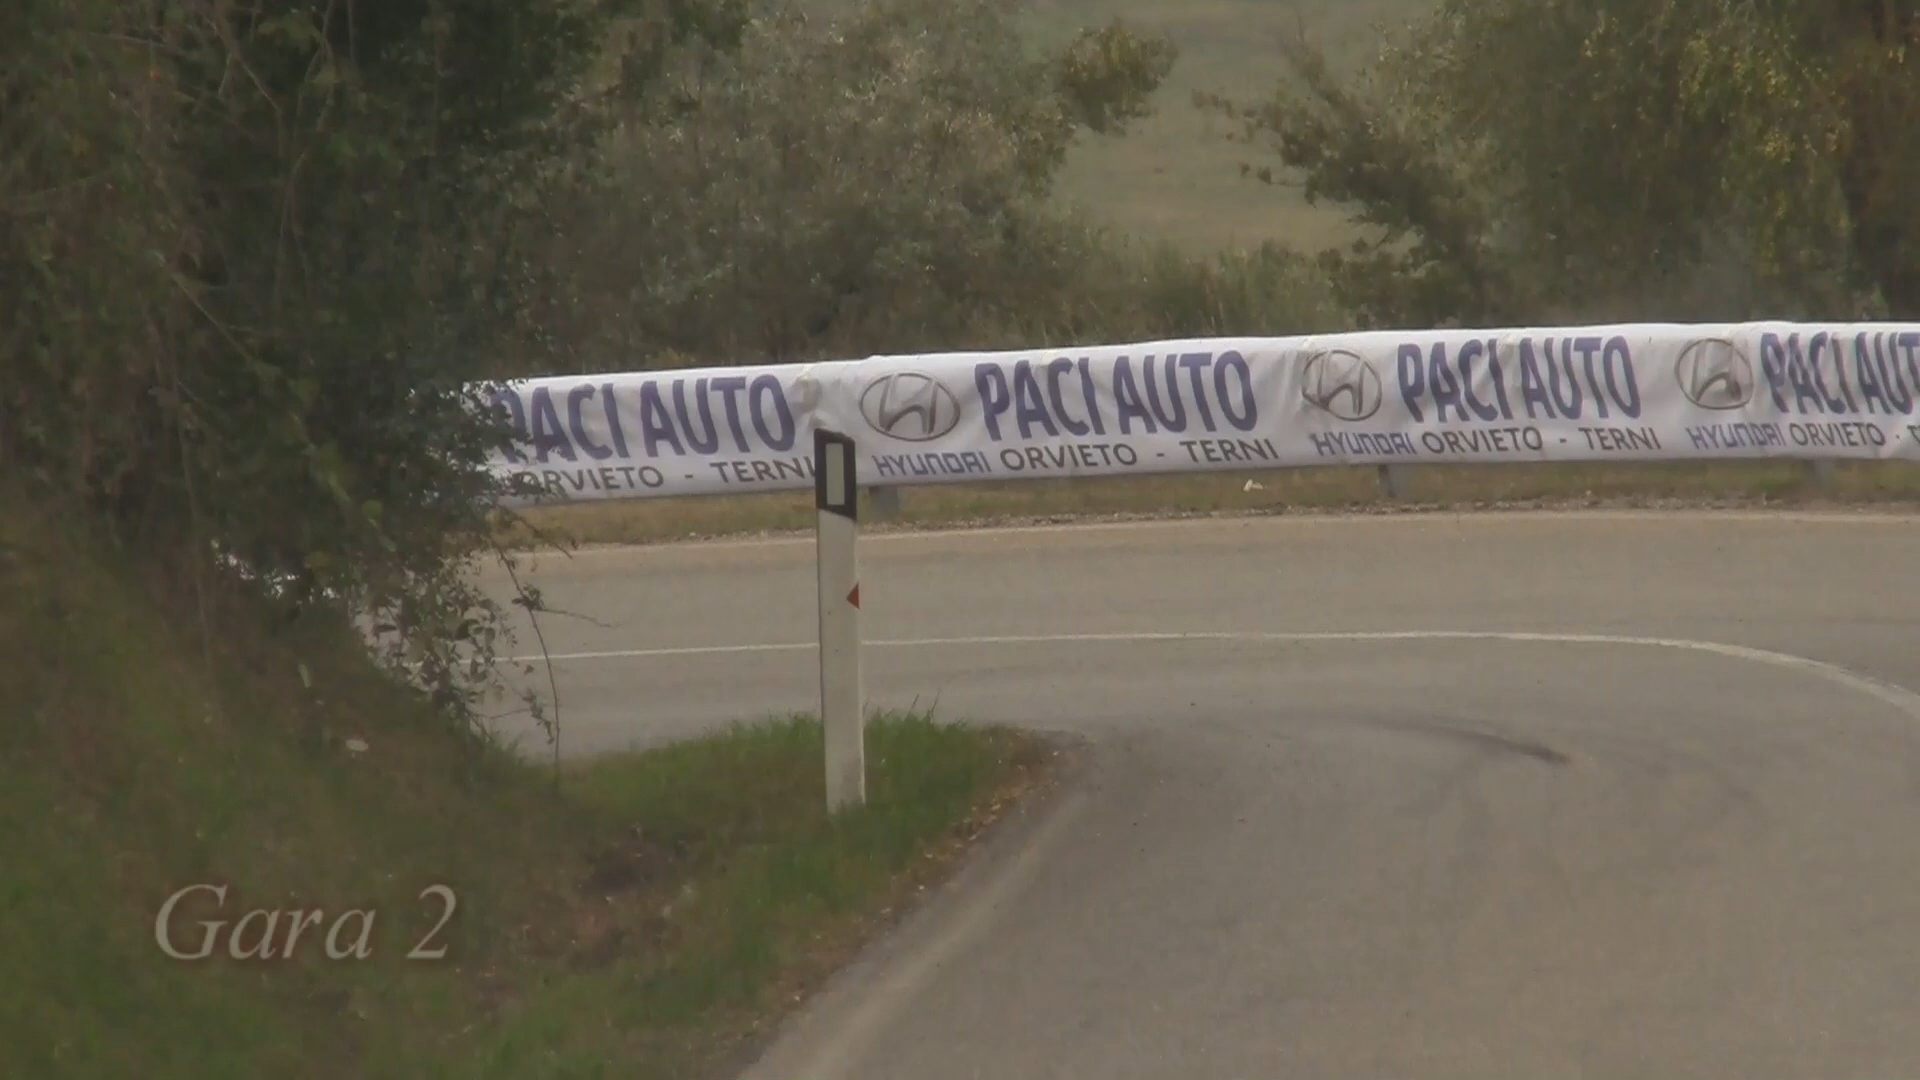 PACI AUTO PACI AUTO PACI AUTO PACI AUT
ORVIETO - TERNI HYUNDAI ORVIETO - TERNI HYUNDAI ORVIETO - TERNI HYUNDAI ORVIETO -
Gara 2